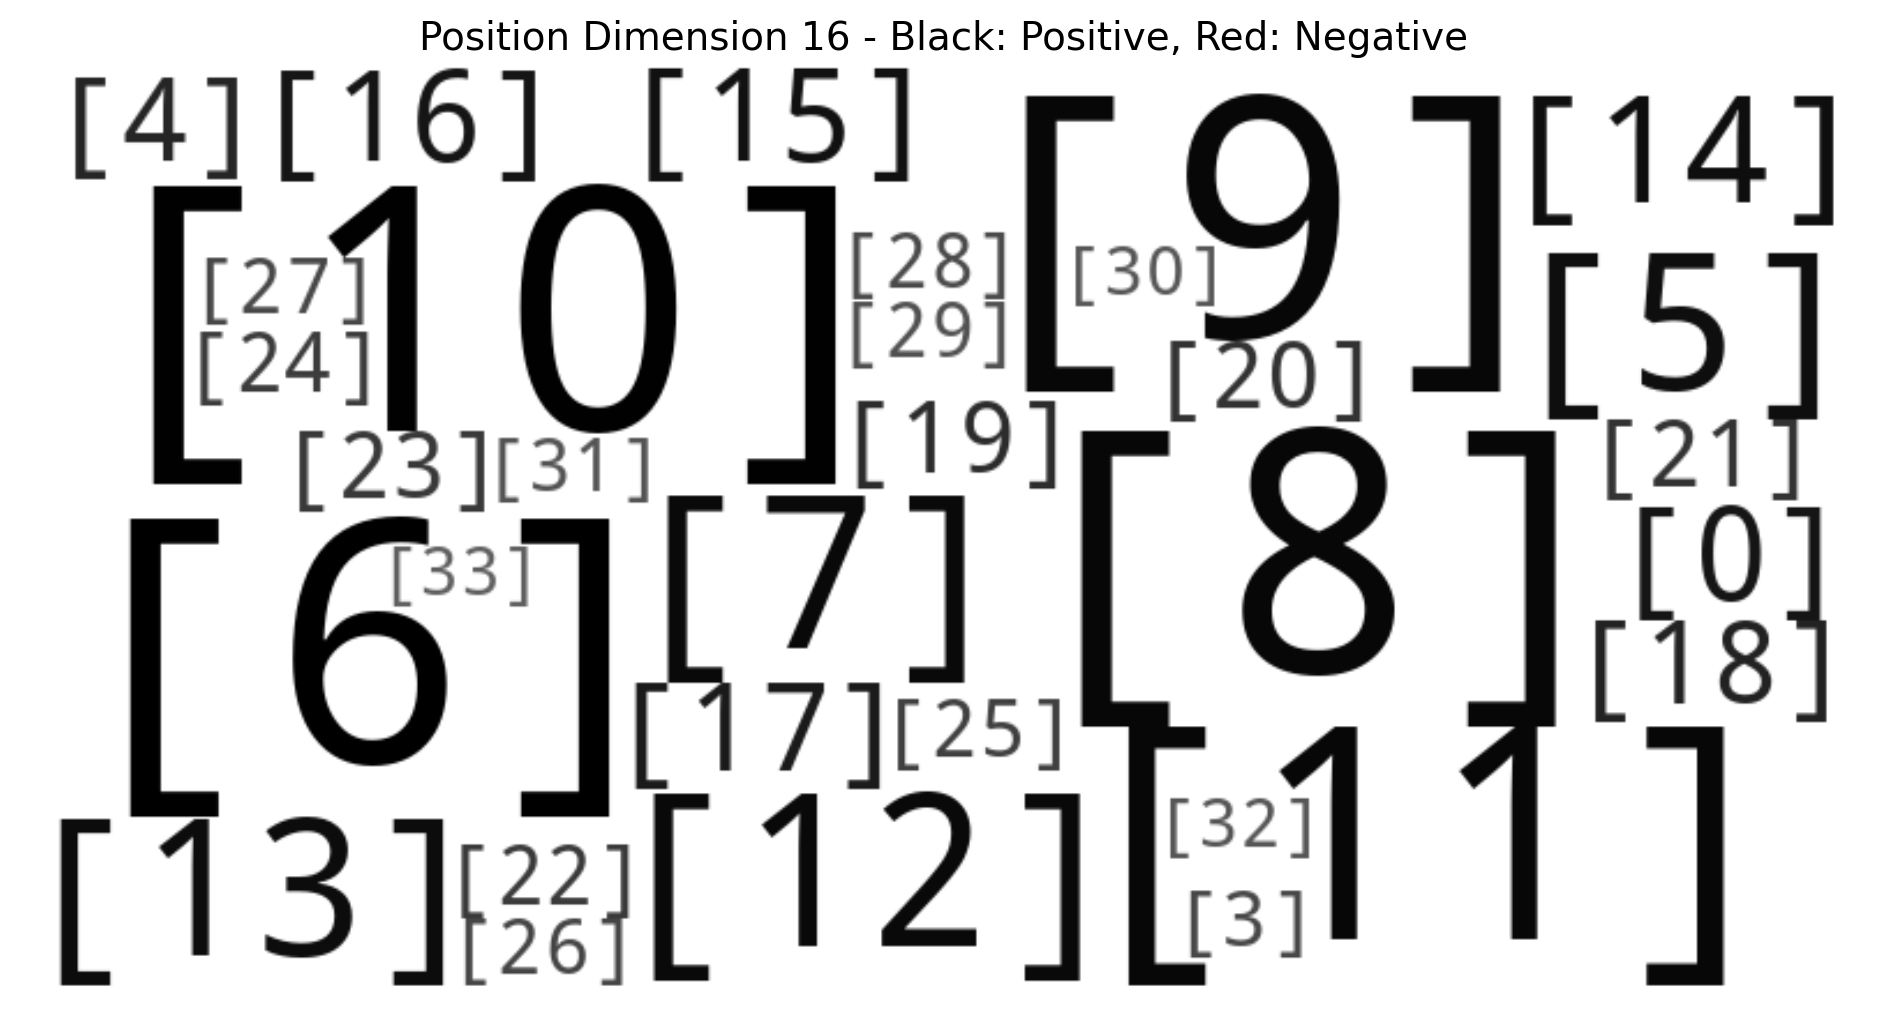 Position Dimension 16 - Black: Positive, Red: Negative
[4] [16] [15] [9] [14]
[10] [28] [30] [5]
[27] [29]
[24] [20]
[23] [31] [19] [8] [21]
[6] [33] [7] [0]
[18]
[17] [25] [11]
[13] [22] [12] [32]
[26] [3]